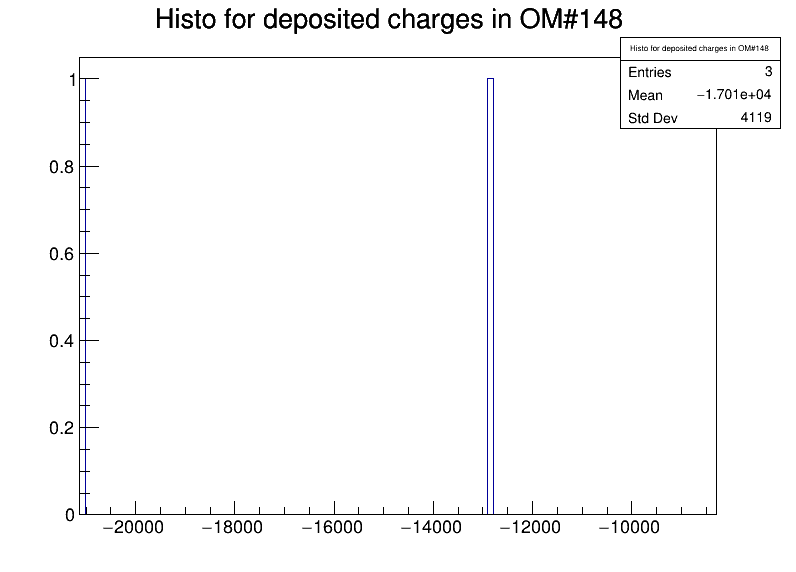 Histo for deposited charges in OM#148
Histo for deposited charges in OM#148
Entries 3
Mean −1.701e+04
Std Dev 4119
1
0.8
0.6
0.4
0.2
0
−20000 −18000 −16000 −14000 −12000 −10000